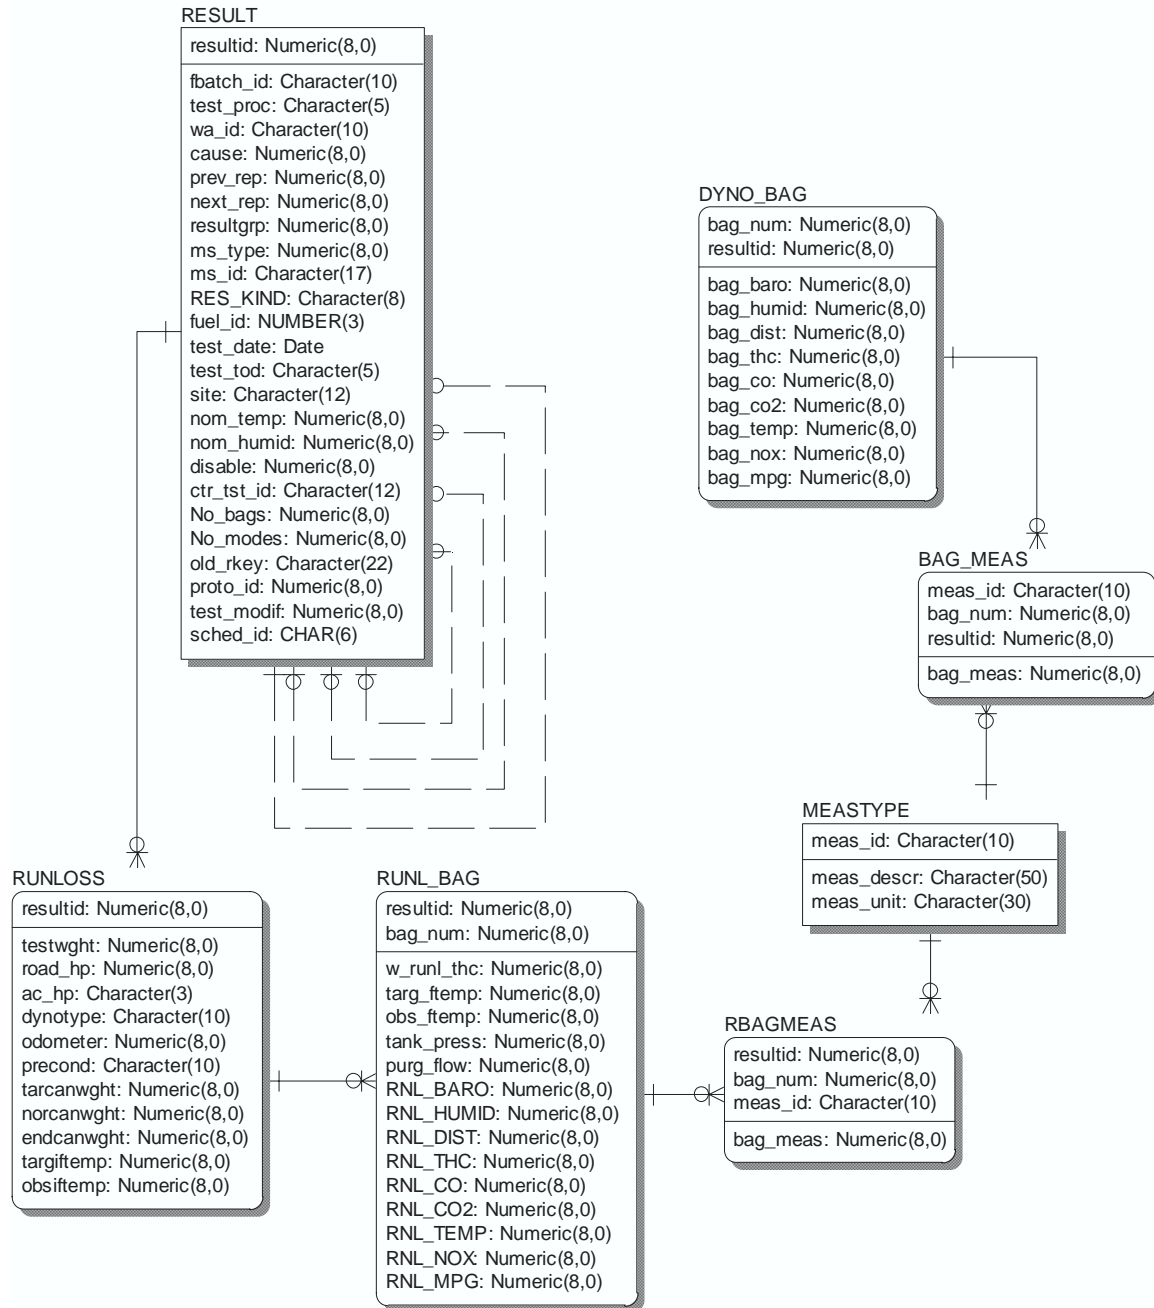 RESULT
resultid: Numeric(8,0)
fbatch_id: Character(10)
test_proc: Character(5)
wa_id: Character(10)
cause: Numeric(8,0)
prev_rep: Numeric(8,0)
next_rep: Numeric(8,0)
resultgrp: Numeric(8,0)
ms_type: Numeric(8,0)
ms_id: Character(17)
RES_KIND: Character(8)
fuel_id: NUMBER(3)
test_date: Date
test_tod: Character(5)
site: Character(12)
nom_temp: Numeric(8,0)
nom_humid: Numeric(8,0)
disable: Numeric(8,0)
ctr_tst_id: Character(12)
No_bags: Numeric(8,0)
No_modes: Numeric(8,0)
old_rkey: Character(22)
proto_id: Numeric(8,0)
test_modif: Numeric(8,0)
sched_id: CHAR(6)
DYNO_BAG
bag_num: Numeric(8,0)
resultid: Numeric(8,0)
bag_baro: Numeric(8,0)
bag_humid: Numeric(8,0)
bag_dist: Numeric(8,0)
bag_thc: Numeric(8,0)
bag_co: Numeric(8,0)
bag_co2: Numeric(8,0)
bag_temp: Numeric(8,0)
bag_nox: Numeric(8,0)
bag_mpg: Numeric(8,0)
BAG_MEAS
meas_id: Character(10)
bag_num: Numeric(8,0)
resultid: Numeric(8,0)
bag_meas: Numeric(8,0)
MEASTYPE
meas_id: Character(10)
meas_descr: Character(50)
meas_unit: Character(30)
RUNLOSS
resultid: Numeric(8,0)
testwght: Numeric(8,0)
road_hp: Numeric(8,0)
ac_hp: Character(3)
dynotype: Character(10)
odometer: Numeric(8,0)
precond: Character(10)
tarcanwght: Numeric(8,0)
norcanwght: Numeric(8,0)
endcanwght: Numeric(8,0)
targiftemp: Numeric(8,0)
obsiftemp: Numeric(8,0)
RUNL_BAG
resultid: Numeric(8,0)
bag_num: Numeric(8,0)
w_runl_thc: Numeric(8,0)
targ_ftemp: Numeric(8,0)
obs_ftemp: Numeric(8,0)
tank_press: Numeric(8,0)
purg_flow: Numeric(8,0)
RNL_BARO: Numeric(8,0)
RNL_HUMID: Numeric(8,0)
RNL_DIST: Numeric(8,0)
RNL_THC: Numeric(8,0)
RNL_CO: Numeric(8,0)
RNL_CO2: Numeric(8,0)
RNL_TEMP: Numeric(8,0)
RNL_NOX: Numeric(8,0)
RNL_MPG: Numeric(8,0)
RBAGMEAS
resultid: Numeric(8,0)
bag_num: Numeric(8,0)
meas_id: Character(10)
bag_meas: Numeric(8,0)